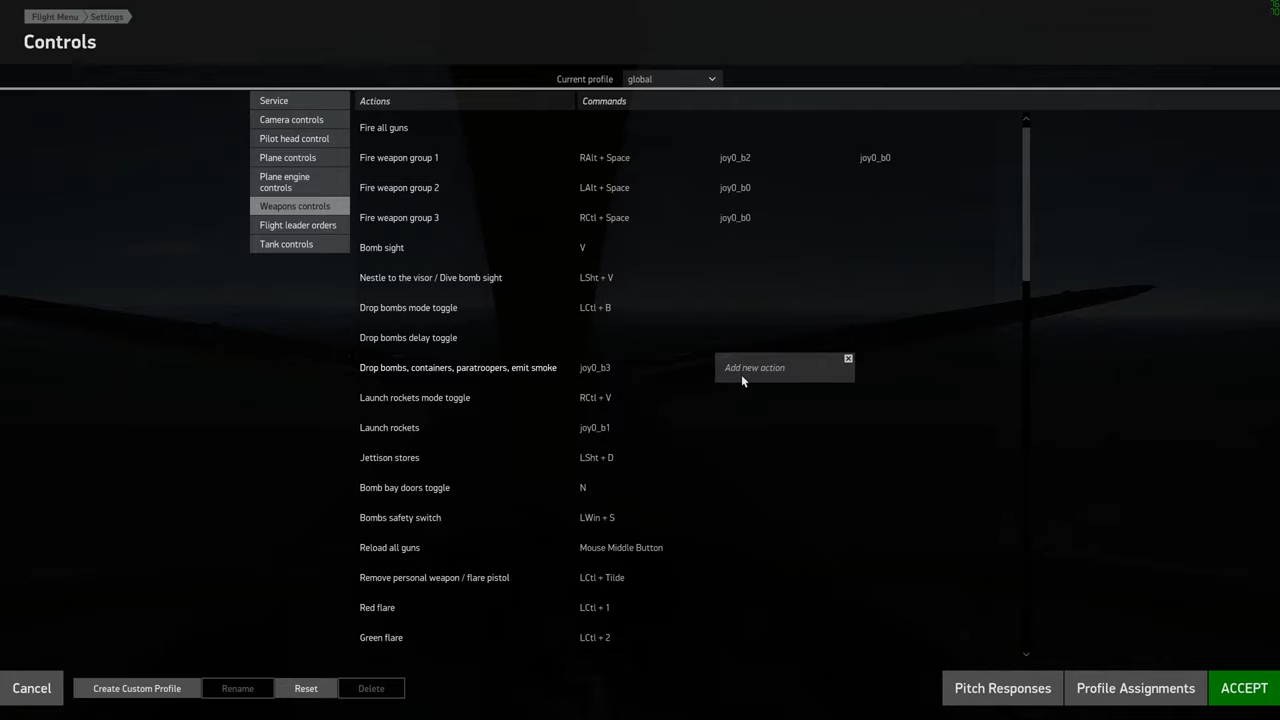 Flight Menu Settings
Controls
Current profile global
Service
Camera controls
Pilot head control
Plane controls
Plane engine
controls
Weapons controls
Flight leader orders
Tank controls
Actions Commands
Fire all guns
Fire weapon group 1 RAlt + Space joy0_b2 joy0_b0
Fire weapon group 2 LAlt + Space joy0_b0
Fire weapon group 3 RCtl + Space joy0_b0
Bomb sight V
Nestle to the visor / Dive bomb sight LSht + V
Drop bombs mode toggle LCtl + B
Drop bombs delay toggle
Drop bombs, containers, paratroopers, emit smoke joy0_b3 Add new action
Launch rockets mode toggle RCtl + V
Launch rockets joy0_b1
Jettison stores LSht + D
Bomb bay doors toggle N
Bombs safety switch LWin + S
Reload all guns Mouse Middle Button
Remove personal weapon / flare pistol LCtl + Tilde
Red flare LCtl + 1
Green flare LCtl + 2
Cancel Create Custom Profile Rename Reset Delete Pitch Responses Profile Assignments ACCEPT